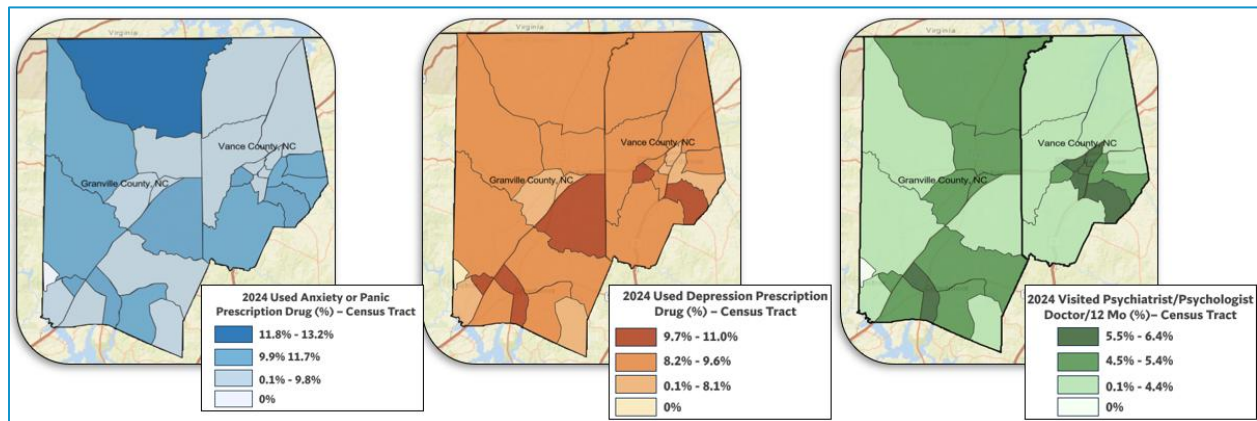 Virginia
Vance County, NC
Granville County, NC
2024 Used Anxiety or Panic
Prescription Drug (%) – Census Tract
11.8% - 13.2%
9.9% 11.7%
0.1% - 9.8%
0%
Virginia
Vance County, NC
Granville County, NC
2024 Used Depression Prescription
Drug (%) – Census Tract
9.7% - 11.0%
8.2% - 9.6%
0.1% - 8.1%
0%
Virginia
Vance County, NC
Granville County, NC
2024 Visited Psychiatrist/Psychologist
Doctor/12 Mo (%)– Census Tract
5.5% - 6.4%
4.5% - 5.4%
0.1% - 4.4%
0%